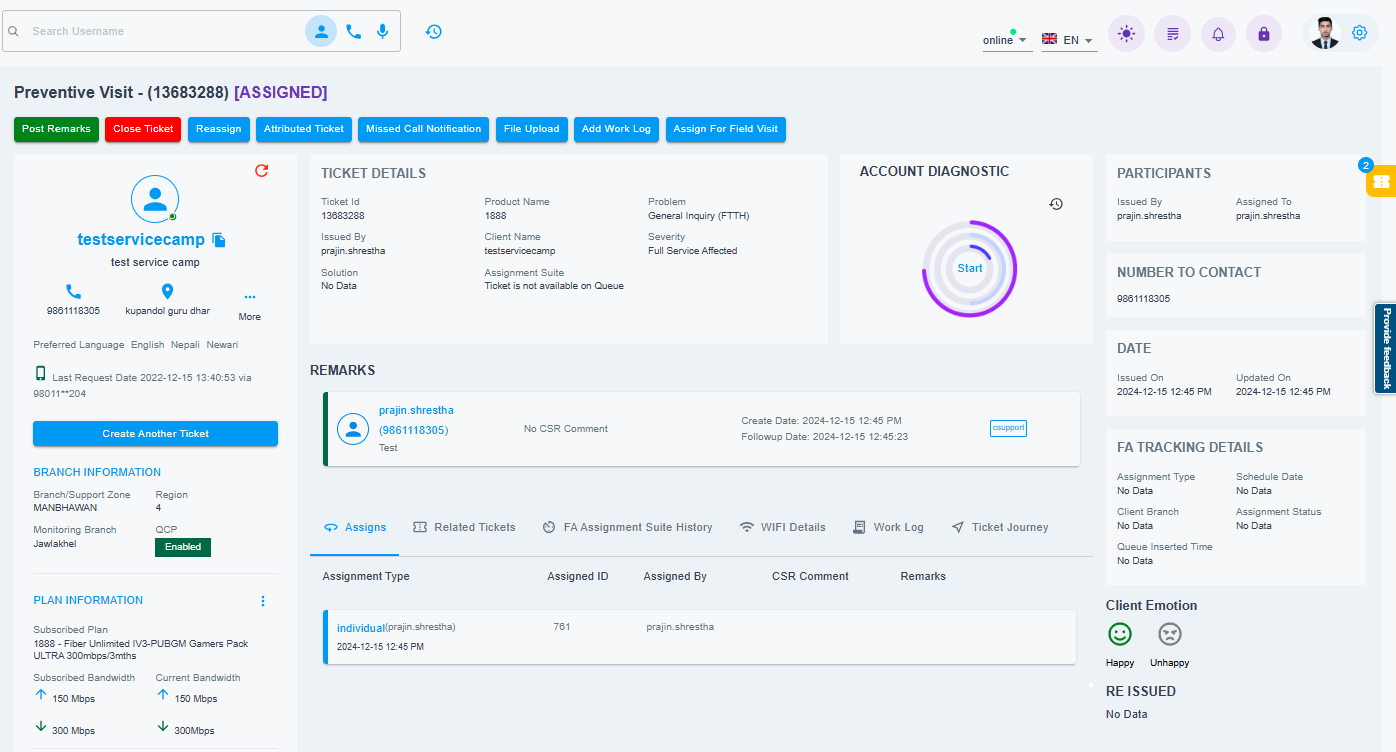 Search Username
online
EN
Preventive Visit - (13683288) [ASSIGNED]
Post Remarks
Close Ticket
Reassign
Attributed Ticket
Missed Call Notification
File Upload
Add Work Log
Assign For Field Visit
testservicecamp
test service camp
9861118305
kupandol guru dhar
More
Preferred Language English Nepali Newari
Last Request Date 2022-12-15 13:40:53 via
98011**204
Create Another Ticket
BRANCH INFORMATION
Branch/Support Zone
MANBHAWAN
Region
4
Monitoring Branch
Jawlakhel
QCP
Enabled
PLAN INFORMATION
Subscribed Plan
1888 - Fiber Unlimited IV3-PUBGM Gamers Pack
ULTRA 300mbps/3mths
Subscribed Bandwidth
150 Mbps
300 Mbps
Current Bandwidth
150 Mbps
300Mbps
TICKET DETAILS
Ticket Id
13683288
Product Name
1888
Problem
General Inquiry (FTTH)
Issued By
prajin.shrestha
Client Name
testservicecamp
Severity
Full Service Affected
Solution
No Data
Assignment Suite
Ticket is not available on Queue
ACCOUNT DIAGNOSTIC
Start
REMARKS
prajin.shrestha
(9861118305)
Test
No CSR Comment
Create Date: 2024-12-15 12:45 PM
Followup Date: 2024-12-15 12:45:23
csupport
Assigns
Related Tickets
FA Assignment Suite History
WIFI Details
Work Log
Ticket Journey
Assignment Type
Assigned ID
Assigned By
CSR Comment
Remarks
individual(prajin.shrestha)
2024-12-15 12:45 PM
761
prajin.shrestha
PARTICIPANTS
Issued By
prajin.shrestha
Assigned To
prajin.shrestha
2
NUMBER TO CONTACT
9861118305
Provide feedback
DATE
Issued On
2024-12-15 12:45 PM
Updated On
2024-12-15 12:45 PM
FA TRACKING DETAILS
Assignment Type
No Data
Schedule Date
No Data
Client Branch
No Data
Assignment Status
No Data
Queue Inserted Time
No Data
Client Emotion
Happy
Unhappy
RE ISSUED
No Data